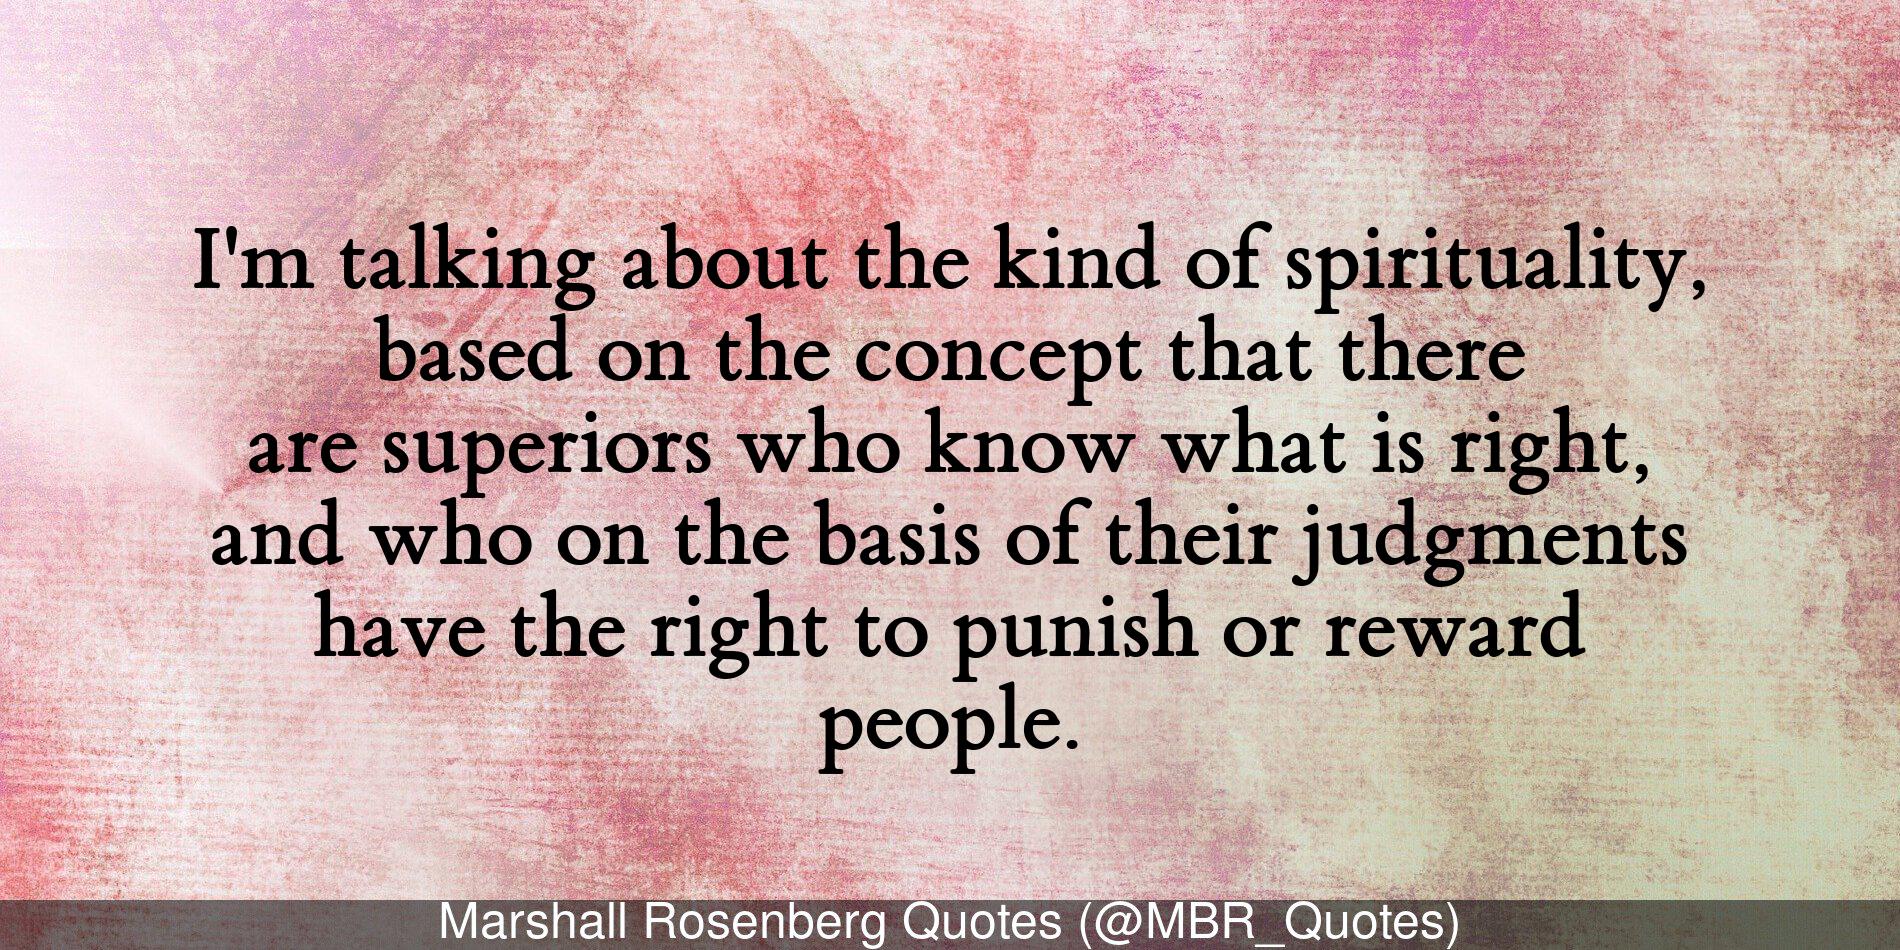 I'm talking about the kind of spirituality,
based on the concept that there
are superiors who know what is right,
and who on the basis of their judgments
have the right to punish or reward
people.
Marshall Rosenberg Quotes (@MBR_Quotes)